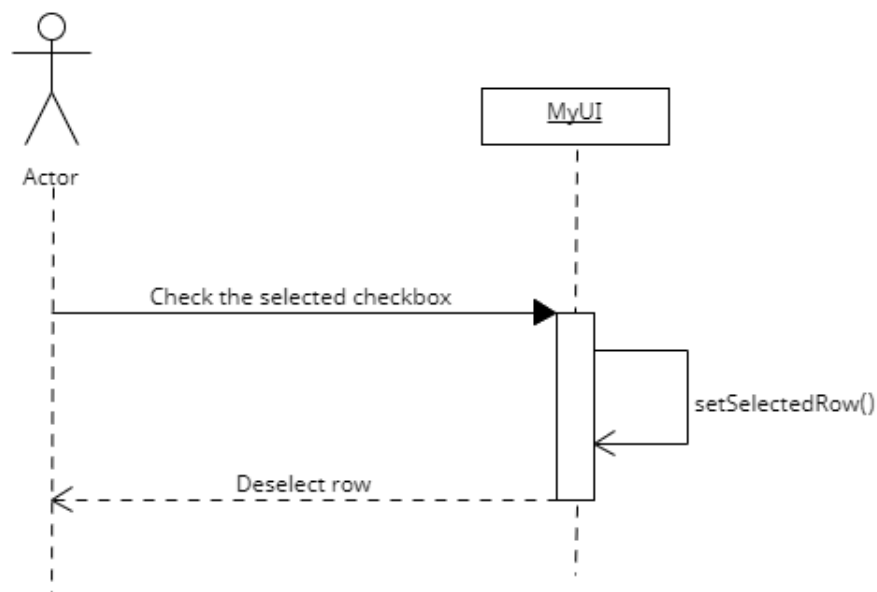 MyUI
Actor
Check the selected checkbox
setSelectedRow()
Deselect row